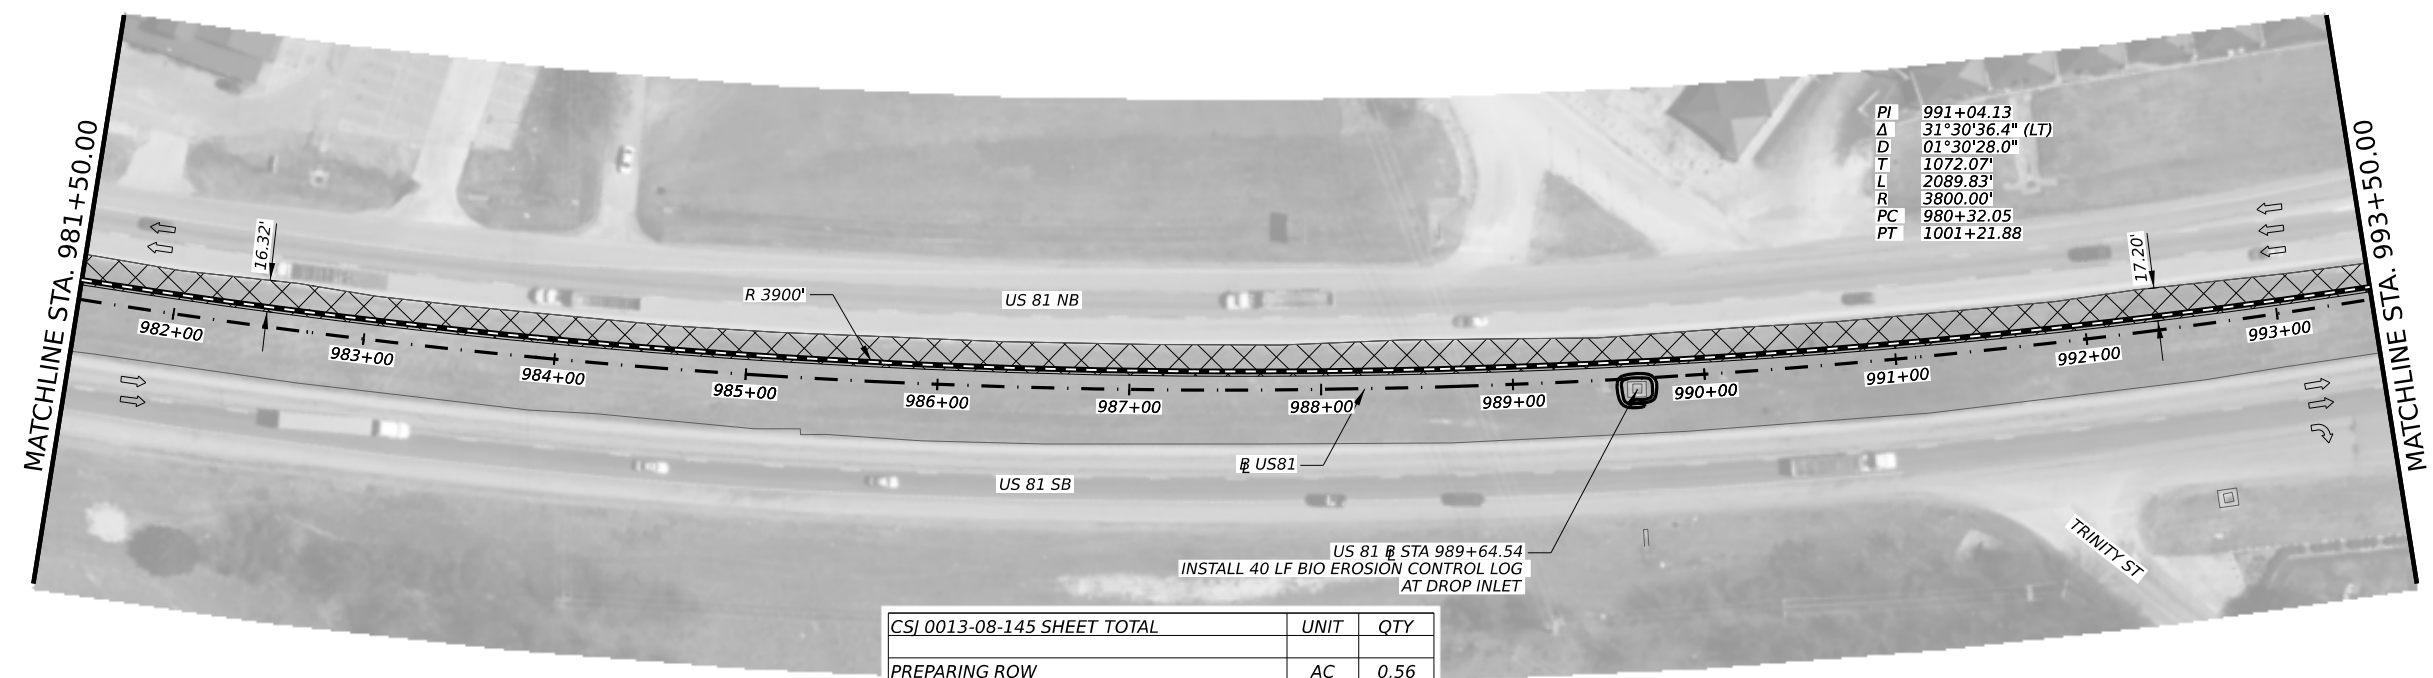 MATCHLINE STA. 981+50.00
16.32'
982+00
983+00
984+00
985+00
986+00
987+00
988+00
989+00
990+00
991+00
992+00
993+00
R 3900'
US 81 NB
PI 991+04.13
Δ 31°30'36.4" (LT)
D 01°30'28.0"
T 1072.07'
L 2089.83'
R 3800.00'
PC 980+32.05
PT 1001+21.88
17.20'
MATCHLINE STA. 993+50.00
BL US81
US 81 SB
US 81 BL STA 989+64.54
INSTALL 40 LF BIO EROSION CONTROL LOG
AT DROP INLET
TRINITY ST
CSJ 0013-08-145 SHEET TOTAL UNIT QTY
PREPARING ROW AC 0.56